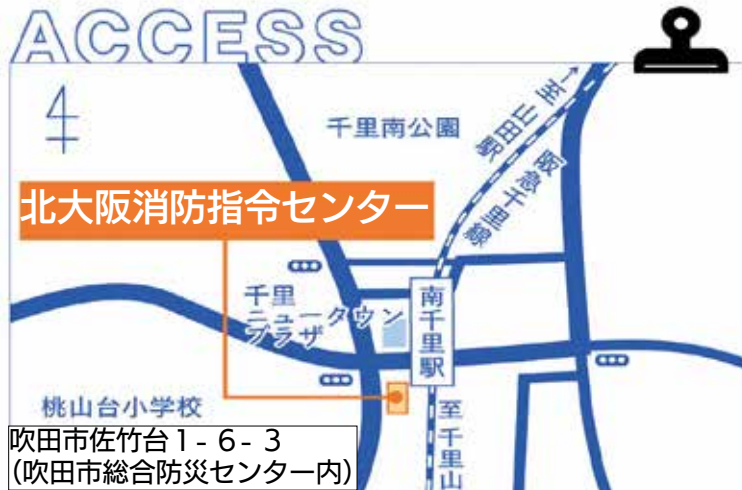 ACCESS
千里南公園
→至 山田駅
阪急千里線
北大阪消防指令センター
千里
ニュータウン
プラザ
南千里駅
桃山台小学校
至千里山
吹田市佐竹台1-6-3
(吹田市総合防災センター内)